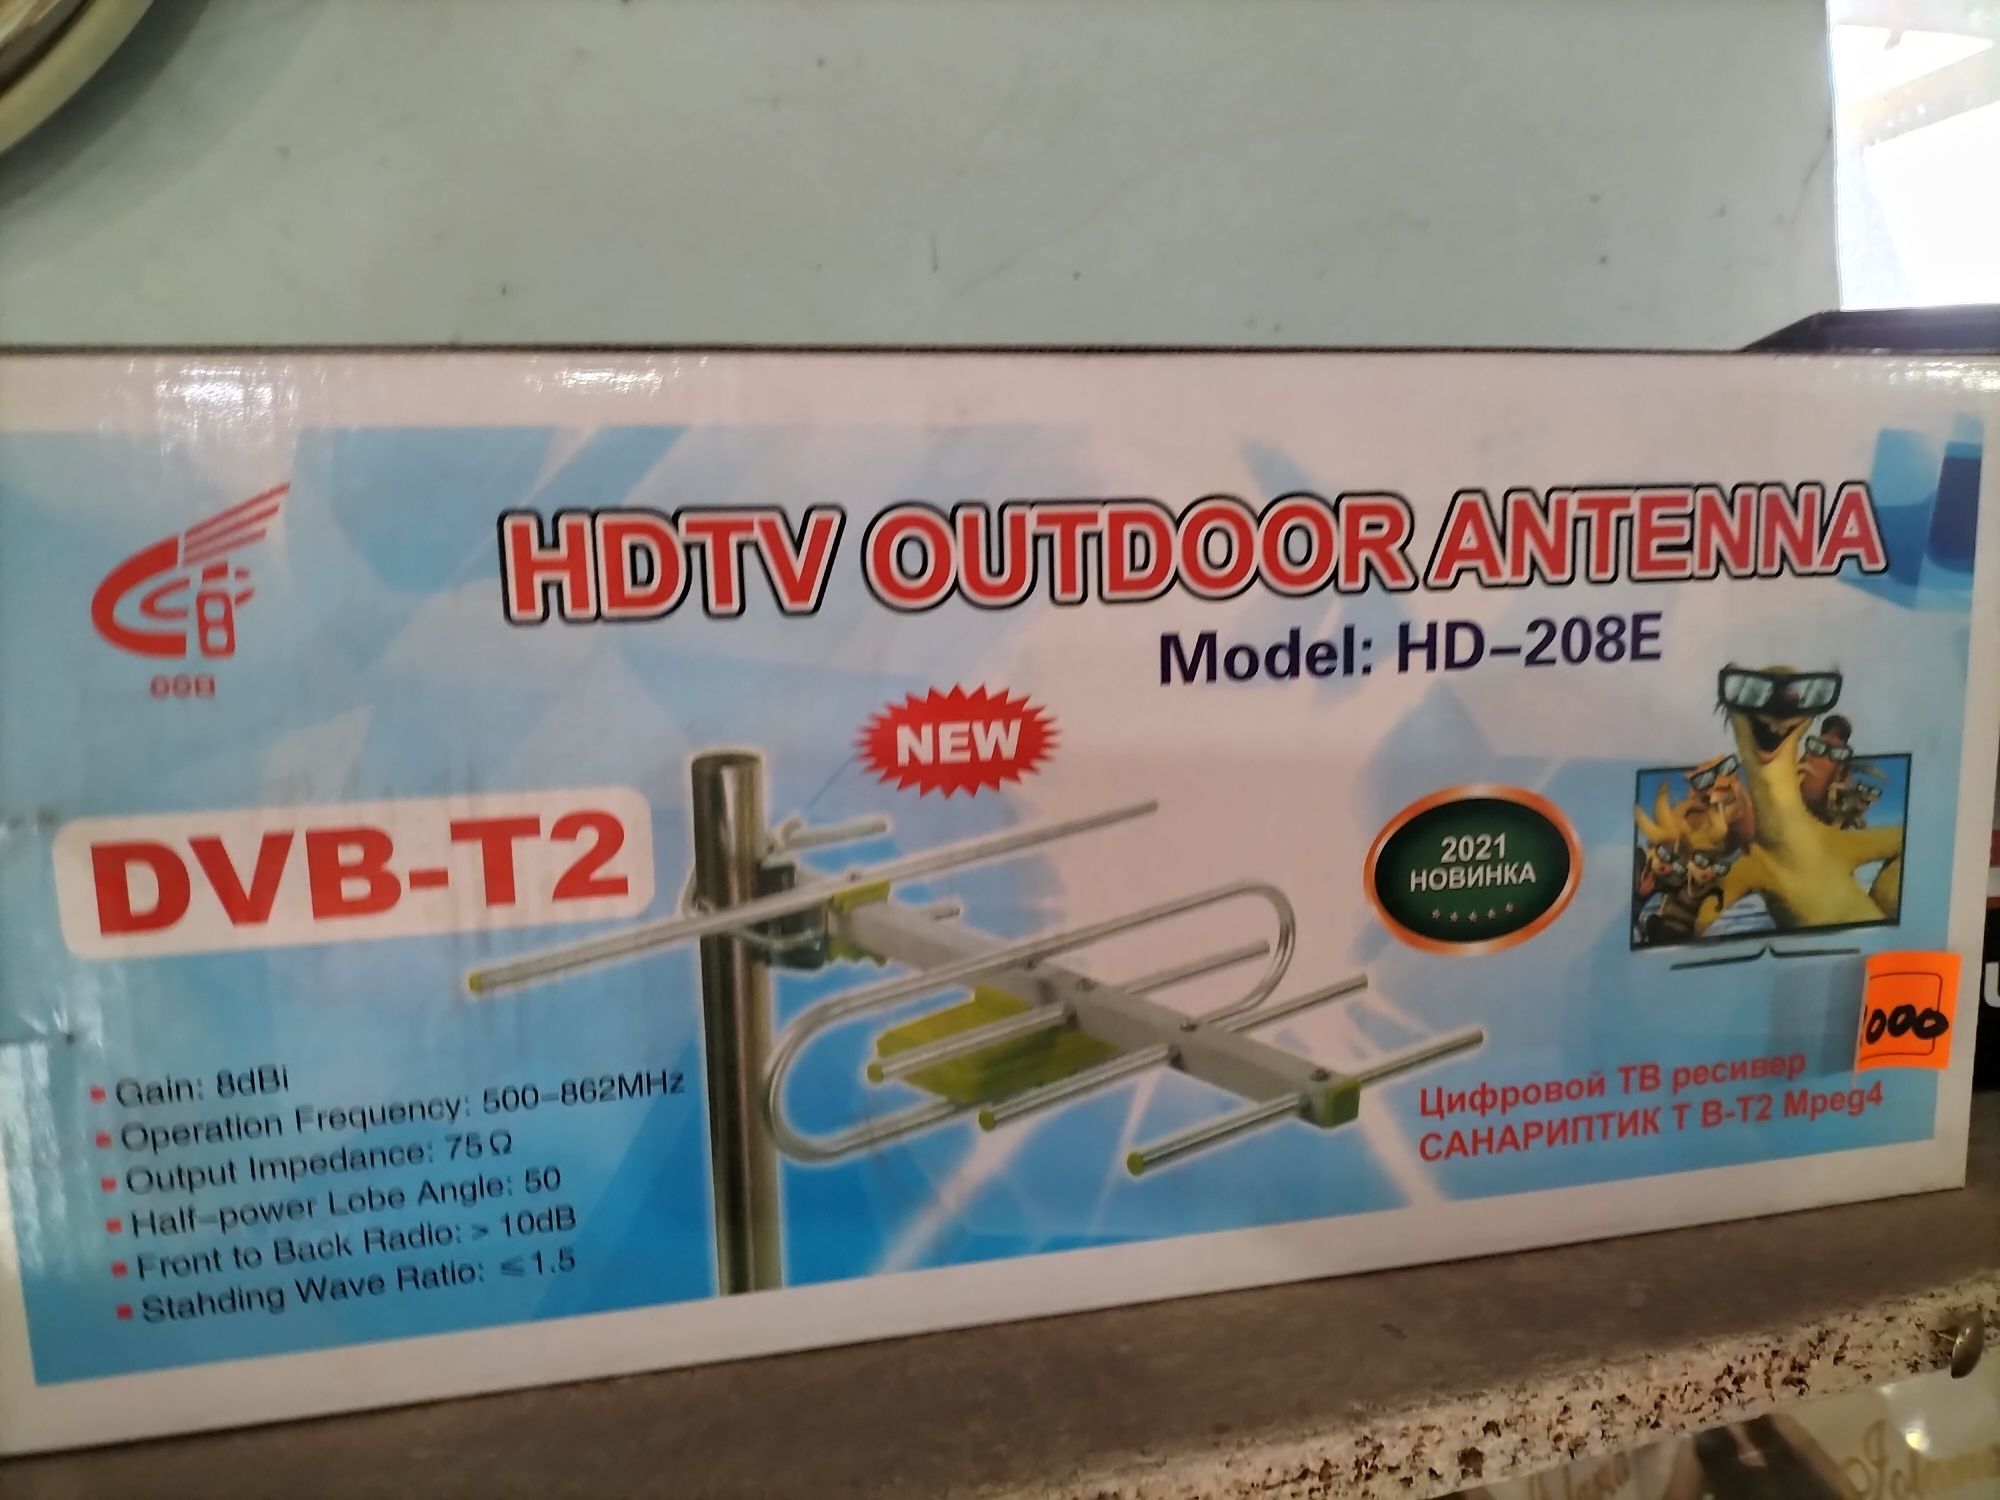 HDTV OUTDOOR ANTENNA
Model: HD-208E
NEW
DVB-T2
2021
НОВИНКА
Gain: 8dBi
Operation Frequency: 500-862MHz
Output Impedance: 75Ω
Half-power Lobe Angle: 50
Front to Back Radio: > 10dB
Stahding Wave Ratio: ≤1.5
Цифровой ТВ ресивер
САНАРИПТИК Т В-Т2 Mpeg4